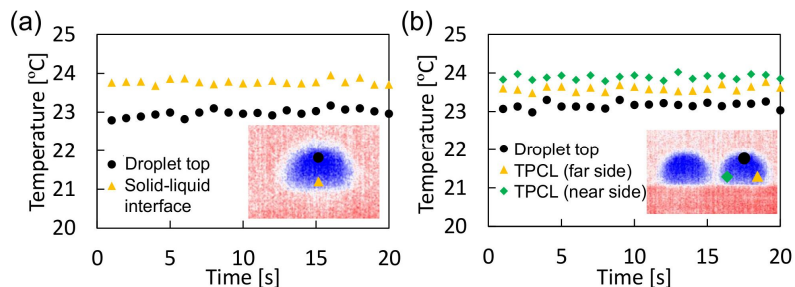 (a)
25
24
23
22
21
20
Temperature [ºC]
Droplet top
Solid-liquid
interface
0 5 10 15 20
Time [s]
(b)
25
24
23
22
21
20
Temperature [ºC]
Droplet top
TPCL (far side)
TPCL (near side)
0 5 10 15 20
Time [s]